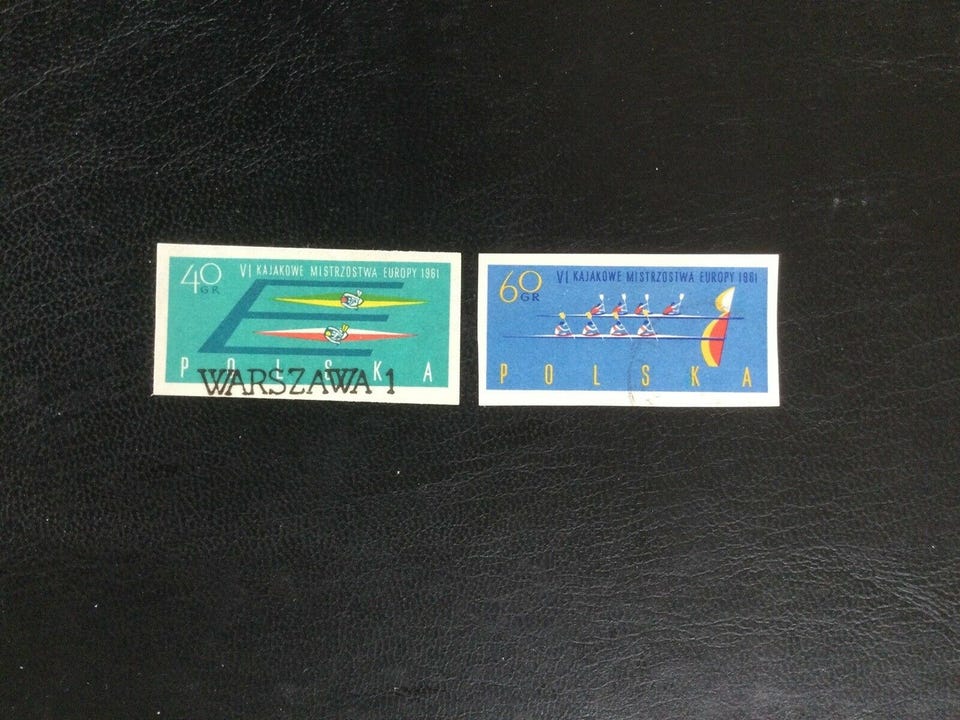 40 GR
VI KAJAKOWE MISTRZOSTWA EUROPY 1961
POLSKA
WARSZAWA 1
60 GR
VI KAJAKOWE MISTRZOSTWA EUROPY 1961
POLSKA